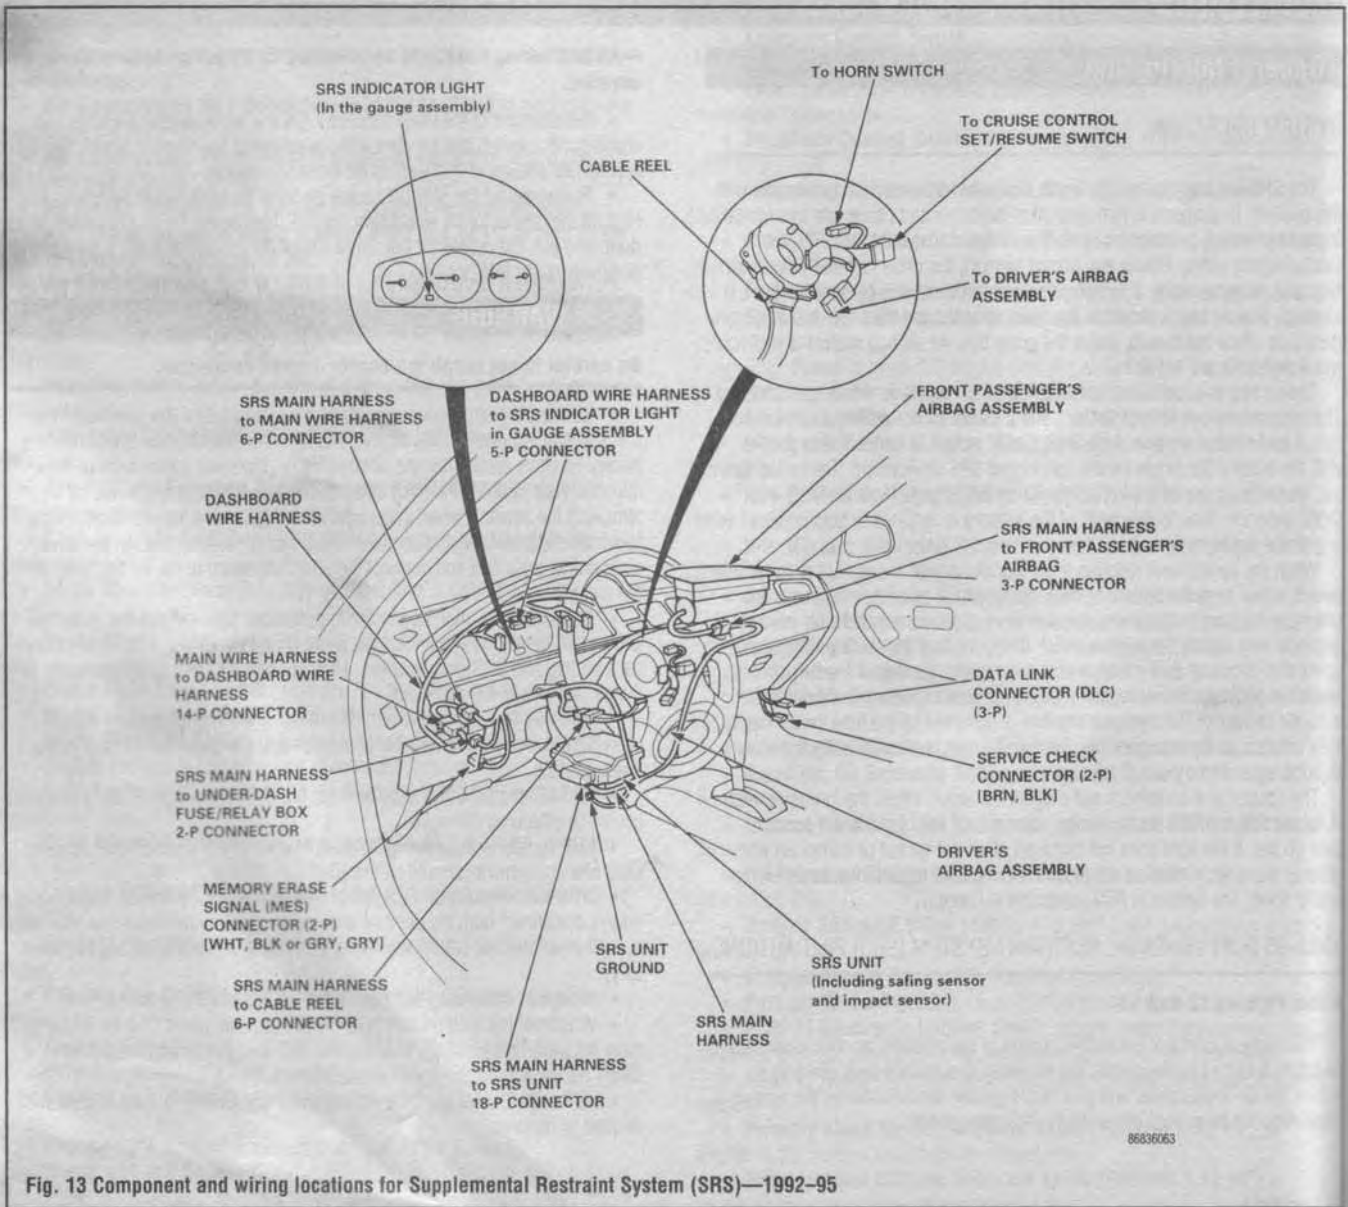 SRS INDICATOR LIGHT
(In the gauge assembly)
To HORN SWITCH
To CRUISE CONTROL
SET/RESUME SWITCH
CABLE REEL
To DRIVER'S AIRBAG
ASSEMBLY
SRS MAIN HARNESS
to MAIN WIRE HARNESS
6-P CONNECTOR
DASHBOARD WIRE HARNESS
to SRS INDICATOR LIGHT
in GAUGE ASSEMBLY
5-P CONNECTOR
FRONT PASSENGER'S
AIRBAG ASSEMBLY
DASHBOARD
WIRE HARNESS
SRS MAIN HARNESS
to FRONT PASSENGER'S
AIRBAG
3-P CONNECTOR
MAIN WIRE HARNESS
to DASHBOARD WIRE
HARNESS
14-P CONNECTOR
DATA LINK
CONNECTOR (DLC)
(3-P)
SRS MAIN HARNESS
to UNDER-DASH
FUSE/RELAY BOX
2-P CONNECTOR
SERVICE CHECK
CONNECTOR (2-P)
[BRN, BLK]
DRIVER'S
AIRBAG ASSEMBLY
MEMORY ERASE
SIGNAL (MES)
CONNECTOR (2-P)
[WHT, BLK or GRY, GRY]
SRS UNIT
GROUND
SRS UNIT
(Including safing sensor
and impact sensor)
SRS MAIN HARNESS
to CABLE REEL
6-P CONNECTOR
SRS MAIN
HARNESS
SRS MAIN HARNESS
to SRS UNIT
18-P CONNECTOR
86836063
Fig. 13 Component and wiring locations for Supplemental Restraint System (SRS)—1992–95